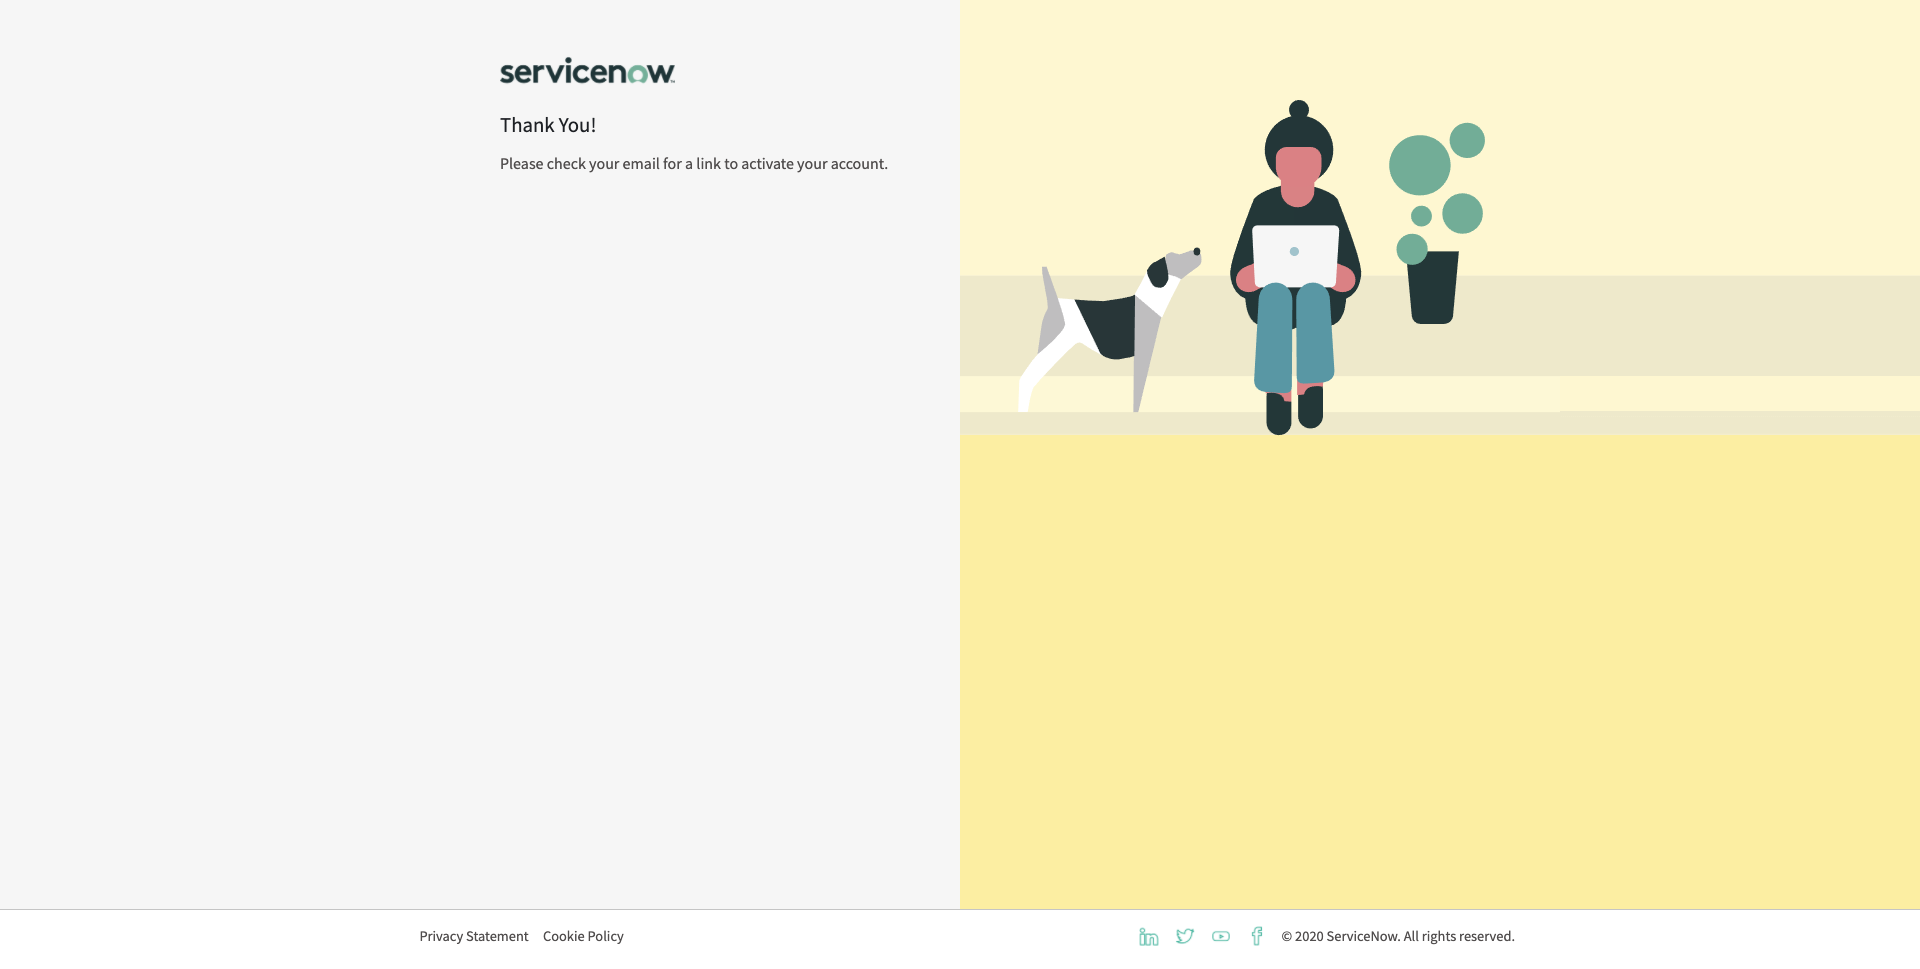 servicenow
Thank You!
Please check your email for a link to activate your account.
Privacy Statement Cookie Policy
© 2020 ServiceNow. All rights reserved.